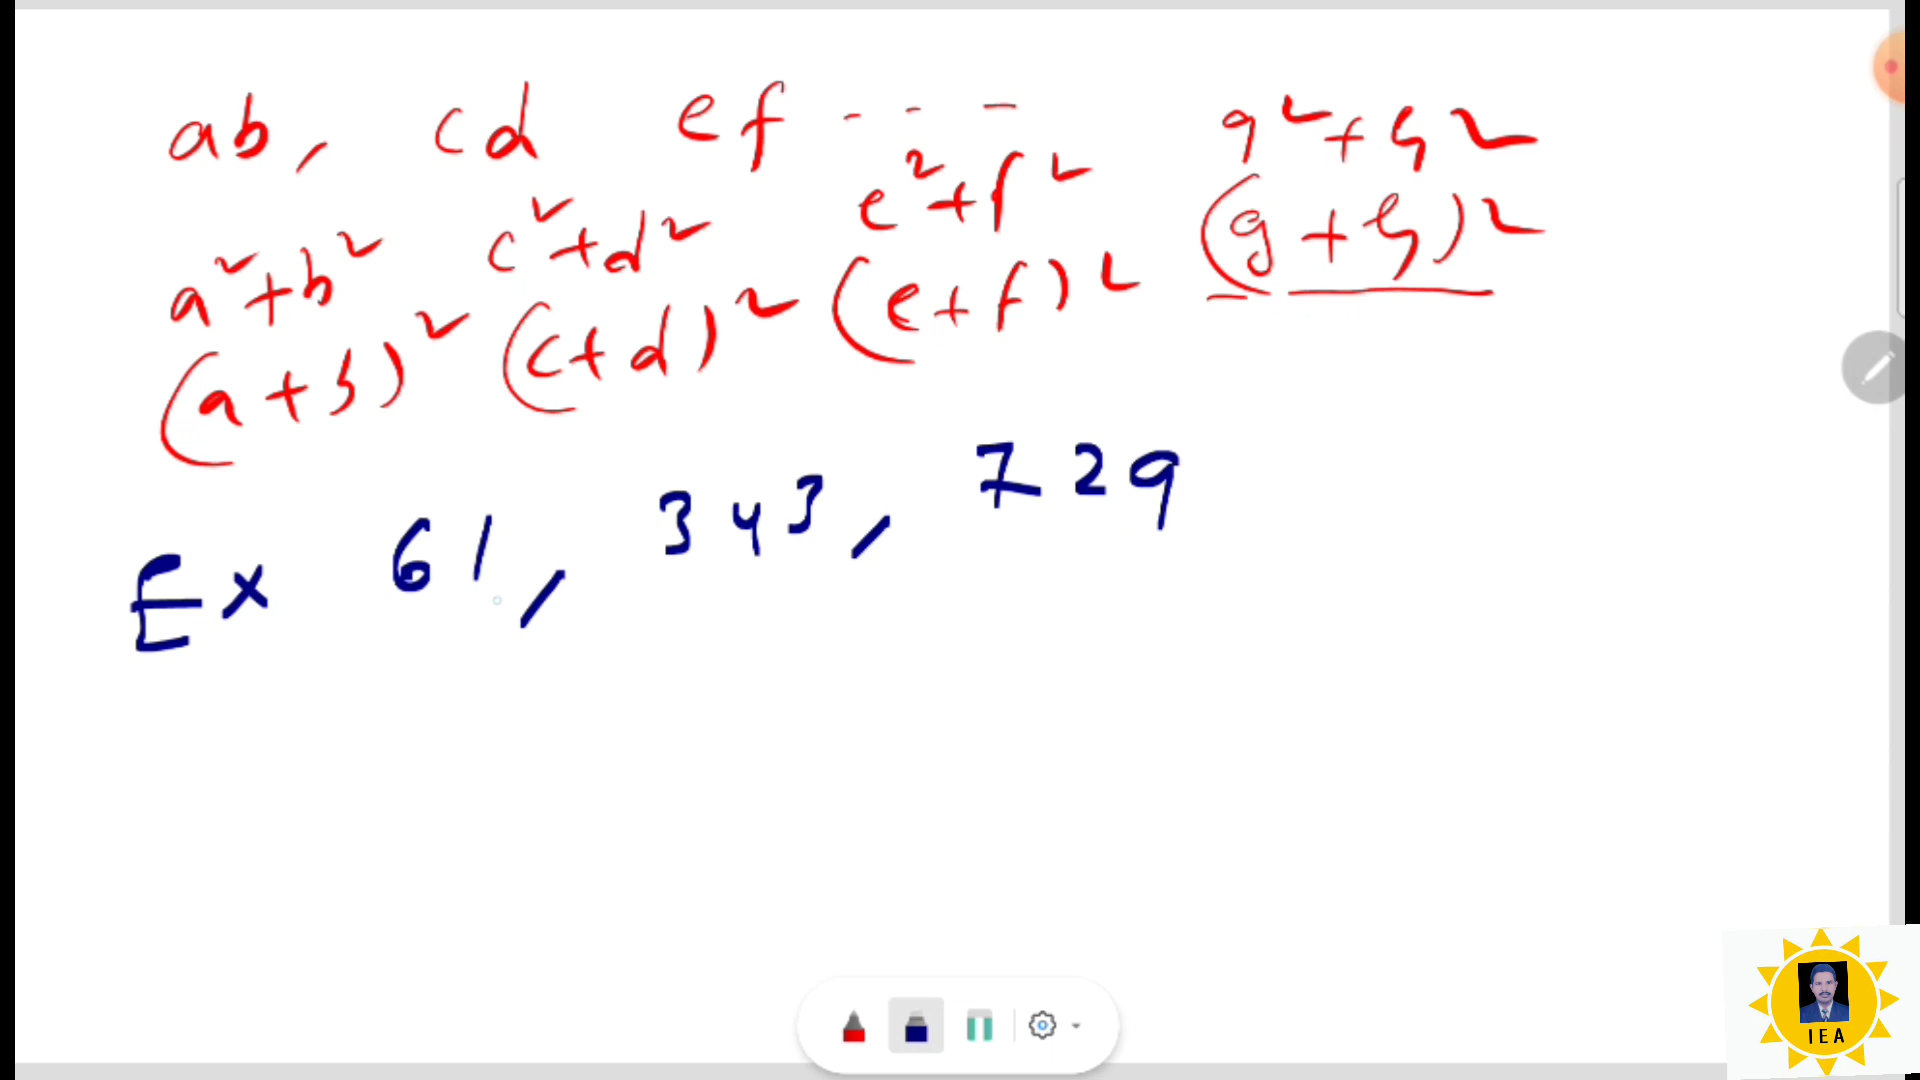 ab, cd ef - - -
a²+b² c²+d² e²+f² g²+h²
(a+b)² (c+d)² (e+f)² (g+h)²
Ex 61, 343, 729
IEA